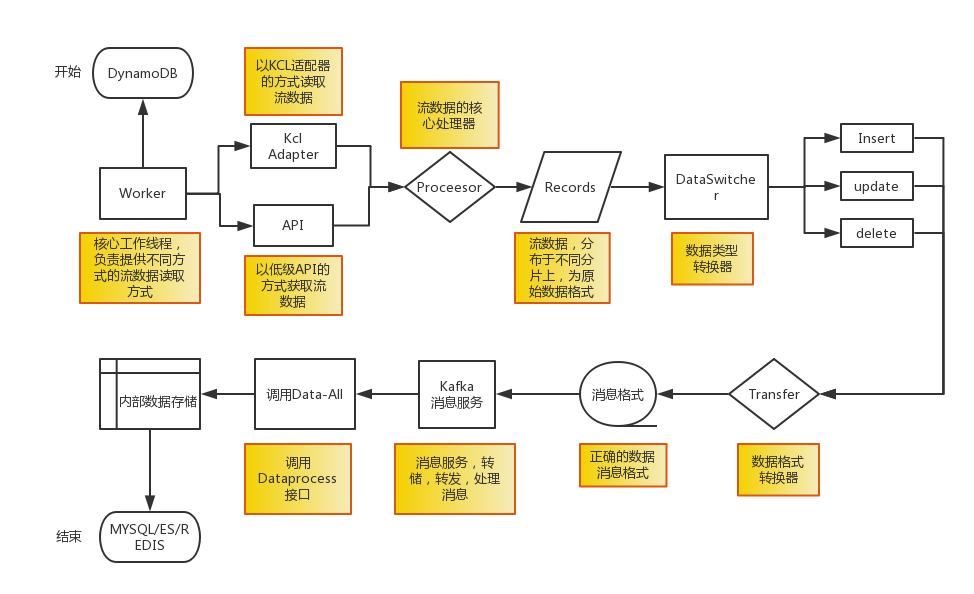 开始
DynamoDB
以KCL适配器
的方式读取
流数据
流数据的核
心处理器
Kcl
Adapter
Worker
API
Proceesor
Records
DataSwitche
r
Insert
update
delete
核心工作线程，
负责提供不同方
式的流数据读取
方式
以低级API的
方式获取流
数据
流数据，分
布于不同分
片上，为原
始数据格式
数据类型
转换器
内部数据存储
调用Data-All
Kafka
消息服务
消息格式
Transfer
调用
Dataprocess
接口
消息服务，转
储，转发，处理
消息
正确的数据
消息格式
数据格式
转换器
结束
MYSQL/ES/R
EDIS